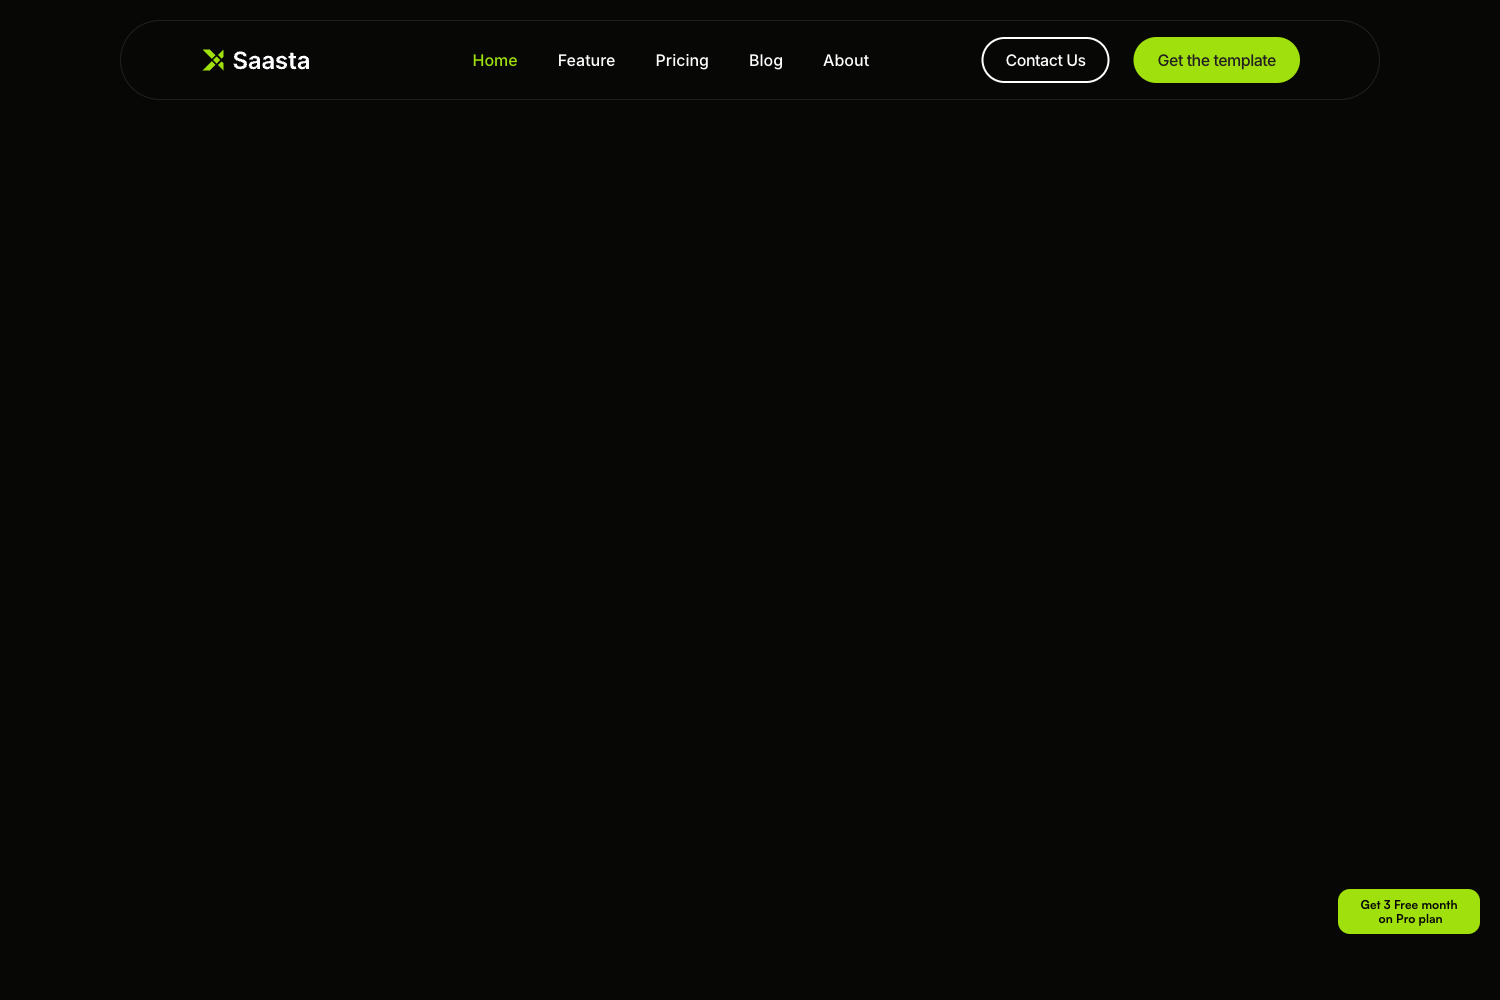 Saasta
Home
Feature
Pricing
Blog
About
Contact Us
Get the template
Get 3 Free month
on Pro plan